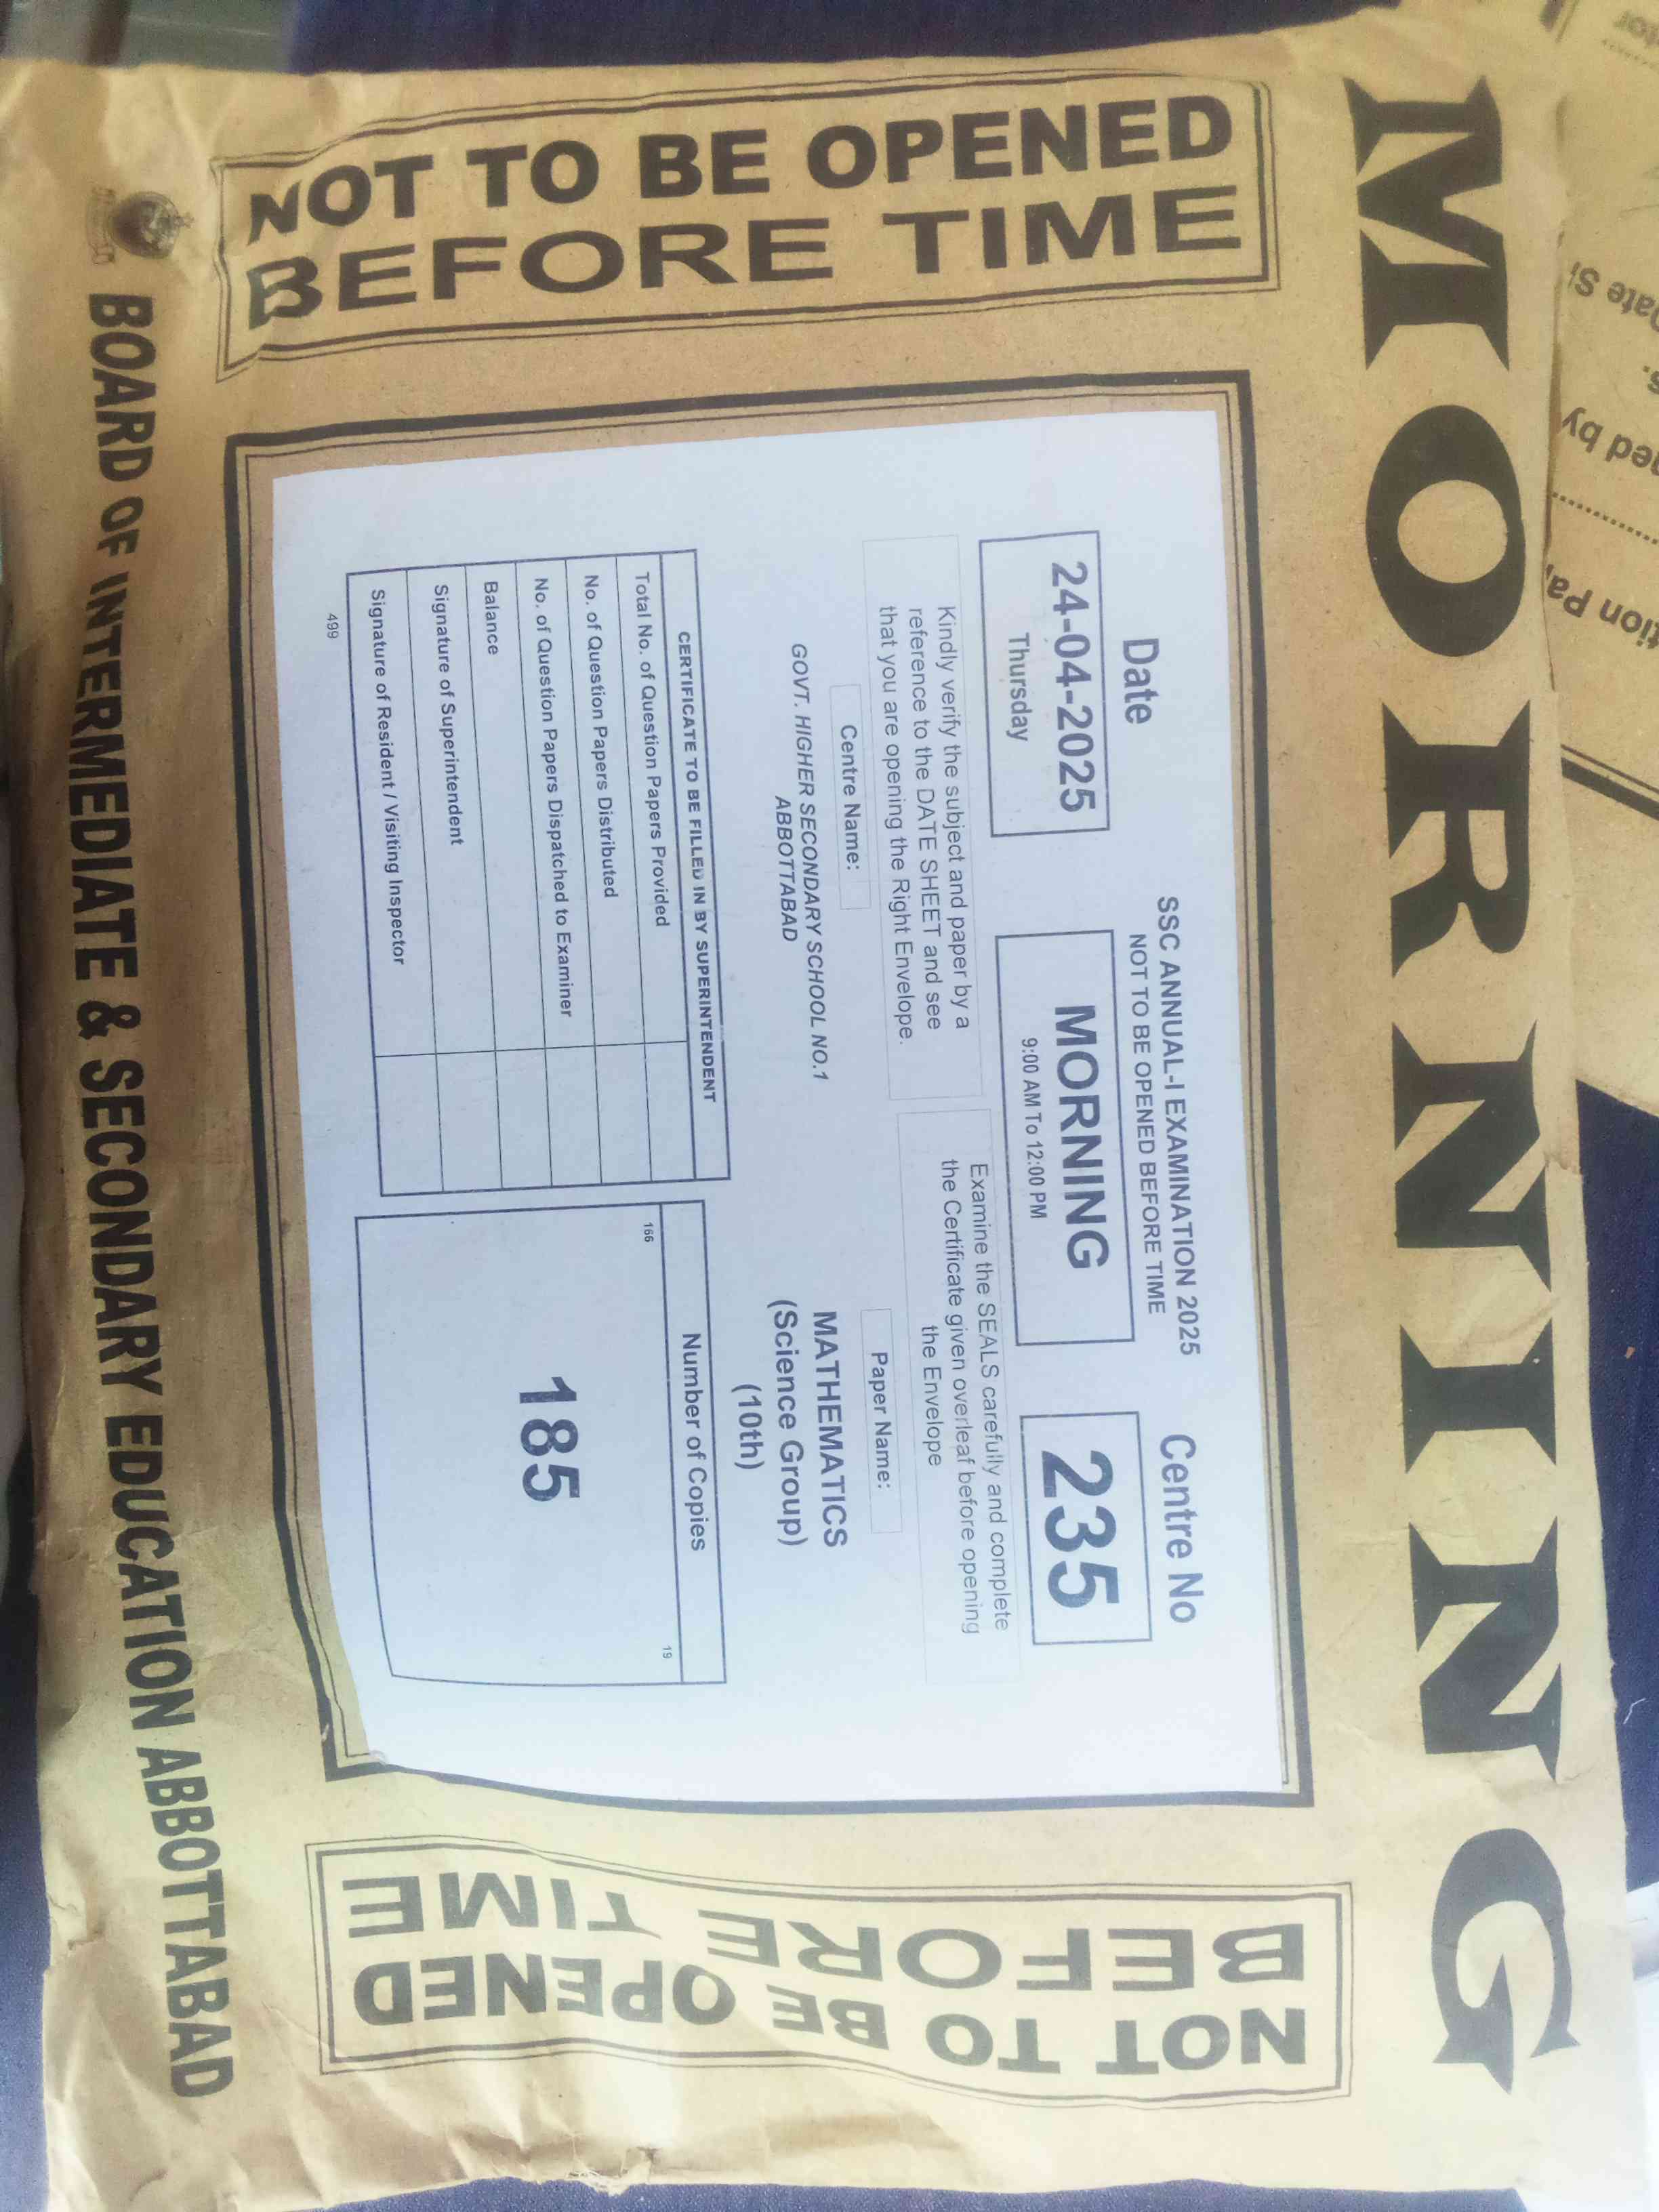 MORNING
NOT TO BE OPENED
BEFORE TIME
SSC ANNUAL-I EXAMINATION 2025
NOT TO BE OPENED BEFORE TIME
Date
24-04-2025
Thursday
MORNING
9:00 AM To 12:00 PM
Centre No
235
Kindly verify the subject and paper by a
reference to the DATE SHEET and see
that you are opening the Right Envelope.
Examine the SEALS carefully and complete
the Certificate given overleaf before opening
the Envelope
Centre Name:
GOVT. HIGHER SECONDARY SCHOOL NO.1
ABBOTTABAD
Paper Name:
MATHEMATICS
(Science Group)
(10th)
CERTIFICATE TO BE FILLED IN BY SUPERINTENDENT
Total No. of Question Papers Provided
No. of Question Papers Distributed
No. of Question Papers Dispatched to Examiner
Balance
Signature of Superintendent
Signature of Resident / Visiting Inspector
499
Number of Copies
166
19
185
NOT TO BE OPENED
BEFORE TIME
BOARD OF INTERMEDIATE & SECONDARY EDUCATION ABBOTTABAD